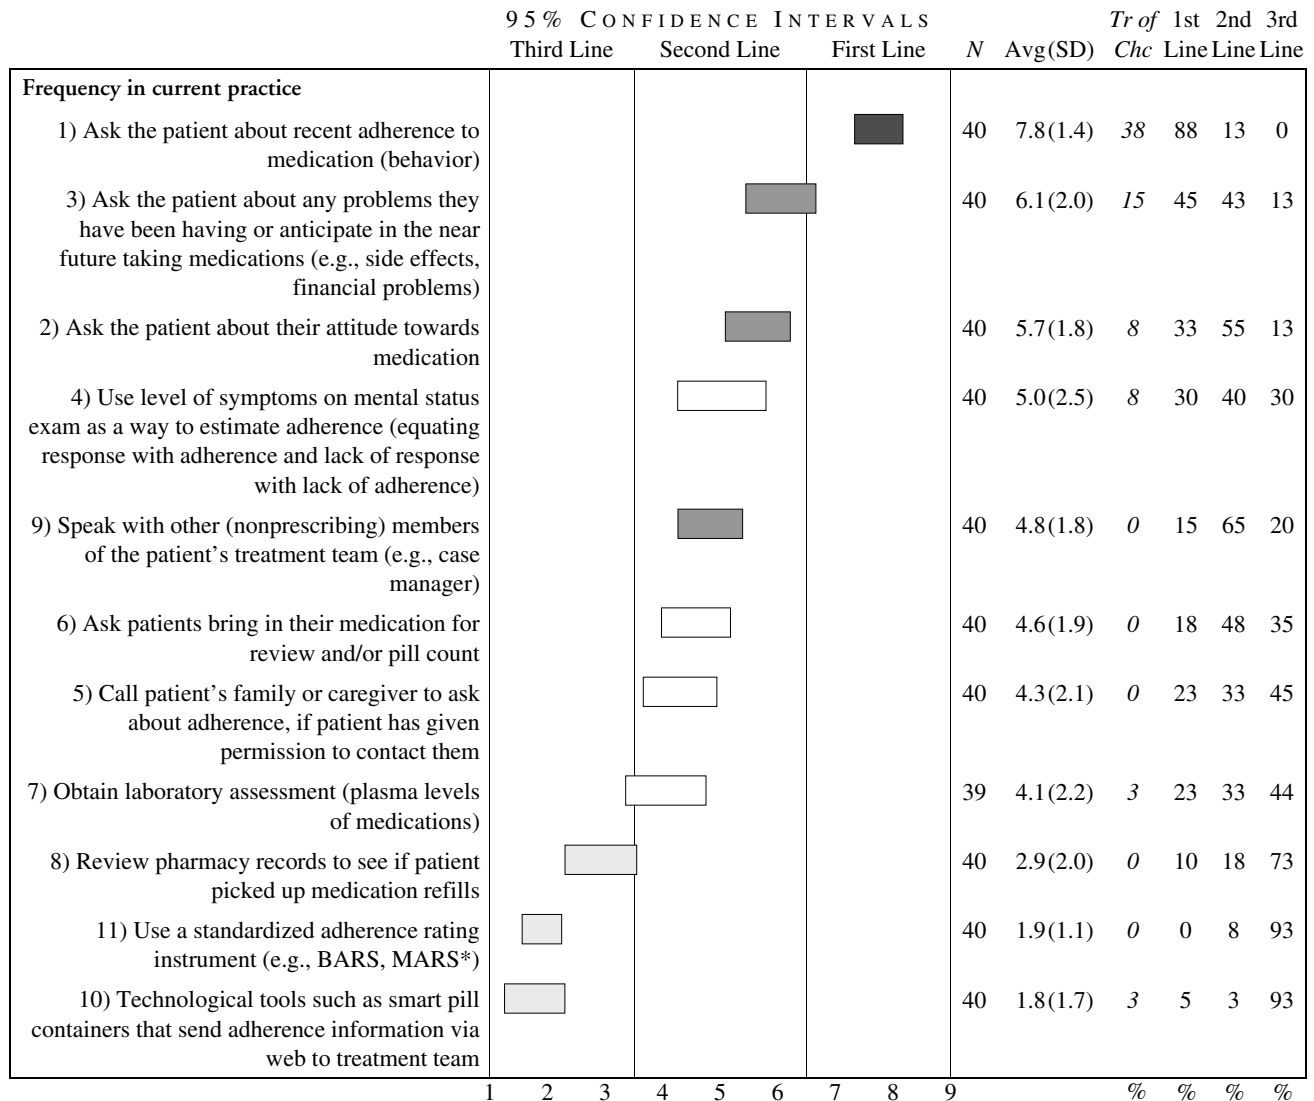 95% CONFIDENCE INTERVALS Tr of 1st 2nd 3rd
Third Line Second Line First Line N Avg(SD) Chc Line Line Line
Frequency in current practice
1) Ask the patient about recent adherence to 40 7.8(1.4) 38 88 13 0
medication (behavior)
3) Ask the patient about any problems they 40 6.1(2.0) 15 45 43 13
have been having or anticipate in the near
future taking medications (e.g., side effects,
financial problems)
2) Ask the patient about their attitude towards 40 5.7(1.8) 8 33 55 13
medication
4) Use level of symptoms on mental status 40 5.0(2.5) 8 30 40 30
exam as a way to estimate adherence (equating
response with adherence and lack of response
with lack of adherence)
9) Speak with other (nonprescribing) members 40 4.8(1.8) 0 15 65 20
of the patient’s treatment team (e.g., case
manager)
6) Ask patients bring in their medication for 40 4.6(1.9) 0 18 48 35
review and/or pill count
5) Call patient’s family or caregiver to ask 40 4.3(2.1) 0 23 33 45
about adherence, if patient has given
permission to contact them
7) Obtain laboratory assessment (plasma levels 39 4.1(2.2) 3 23 33 44
of medications)
8) Review pharmacy records to see if patient 40 2.9(2.0) 0 10 18 73
picked up medication refills
11) Use a standardized adherence rating 40 1.9(1.1) 0 0 8 93
instrument (e.g., BARS, MARS*)
10) Technological tools such as smart pill 40 1.8(1.7) 3 5 3 93
containers that send adherence information via
web to treatment team
1 2 3 4 5 6 7 8 9 % % % %